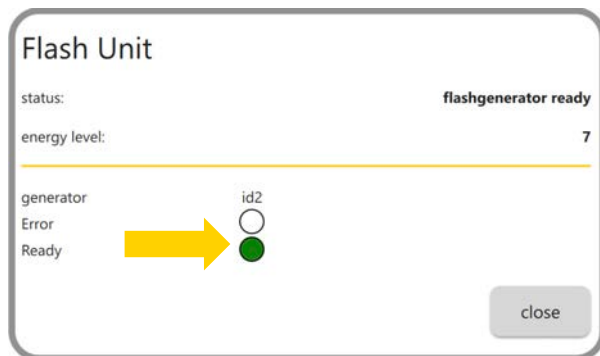 Flash Unit
status: flashgenerator ready
energy level: 7
generator id2
Error
Ready
close